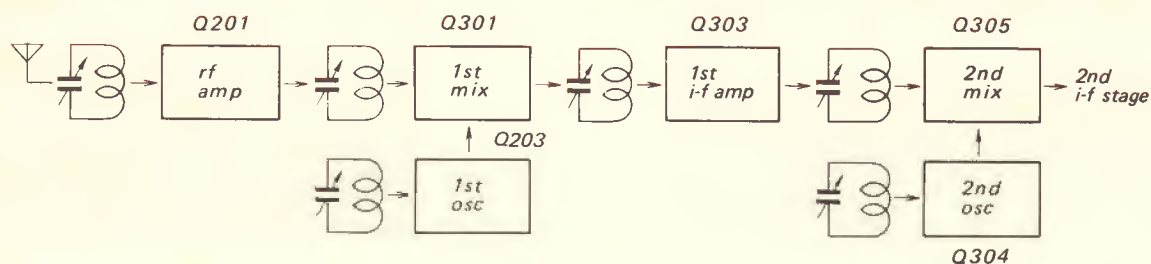 Q201
Q301
Q303
Q305
rf
amp
1st
mix
1st
i-f amp
2nd
mix
2nd
i-f stage
Q203
1st
osc
2nd
osc
Q304